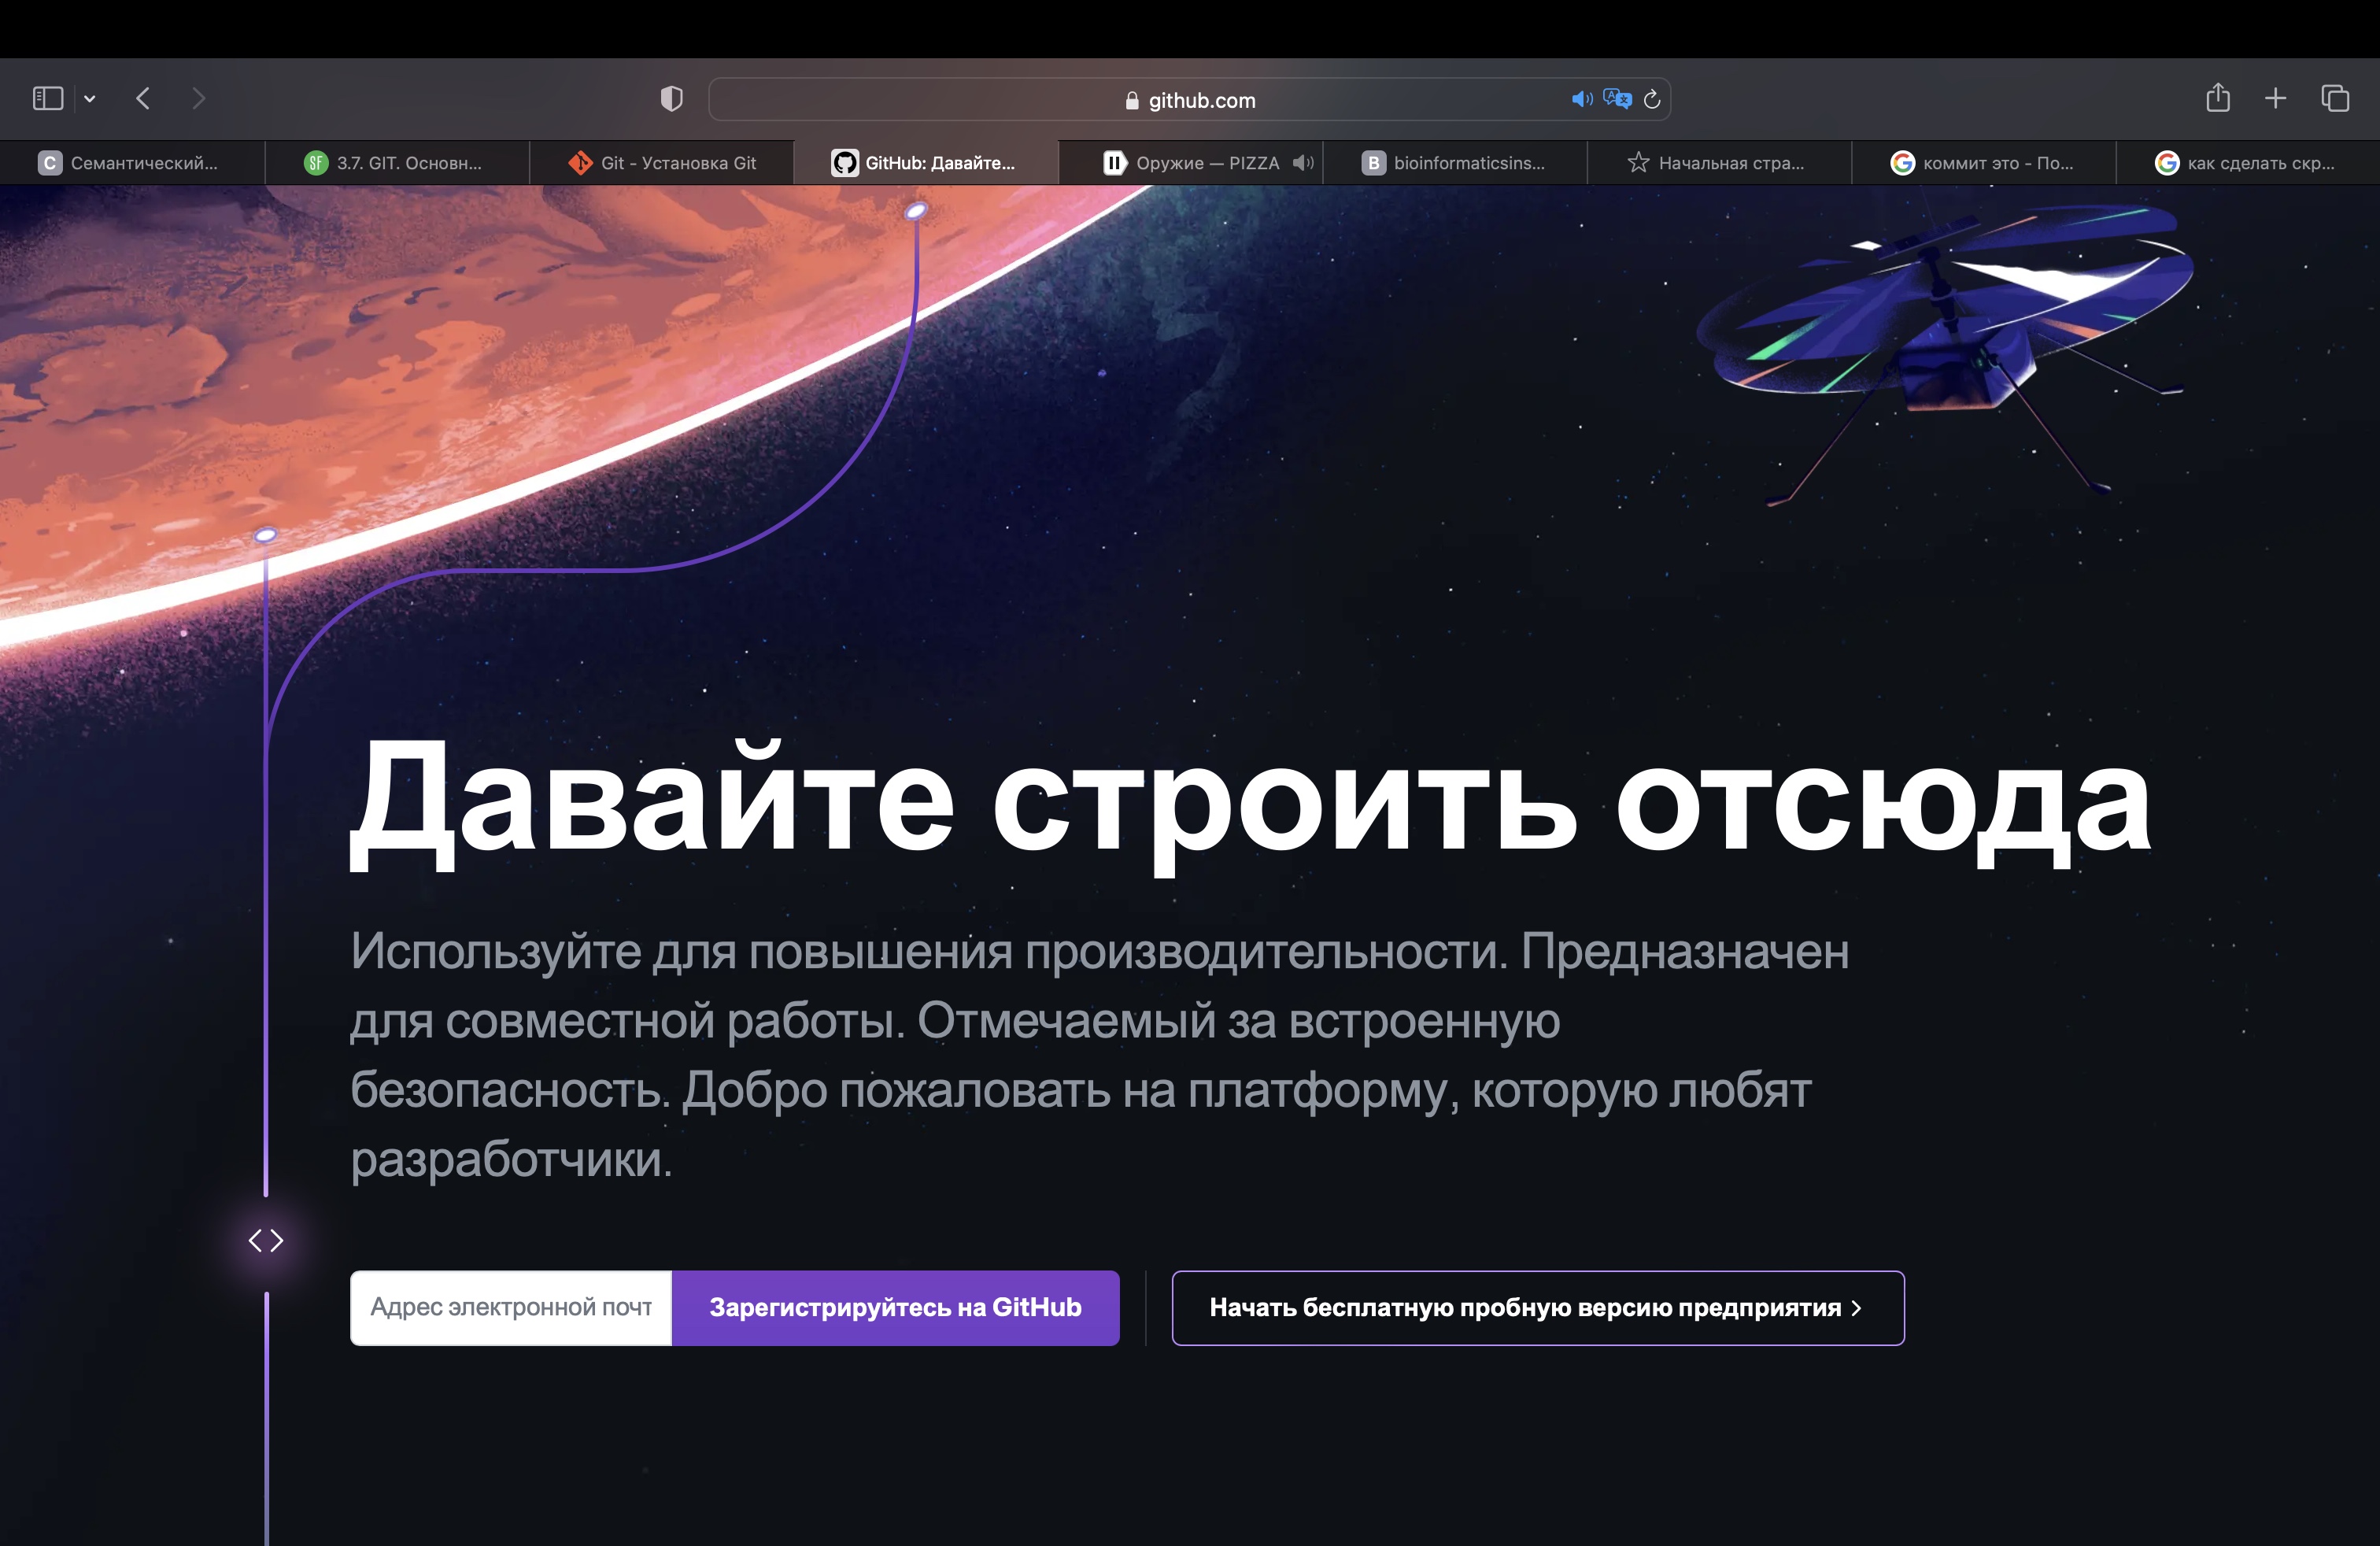 github.com
C Семантический...
SF 3.7. GIT. Основн...
Git - Установка Git
GitHub: Давайте...
Оружие — PIZZA
B bioinformaticsins...
Начальная стра...
коммит это - По...
как сделать скр...
Давайте строить отсюда
Используйте для повышения производительности. Предназначен
для совместной работы. Отмечаемый за встроенную
безопасность. Добро пожаловать на платформу, которую любят
разработчики.
Адрес электронной почт
Зарегистрируйтесь на GitHub
Начать бесплатную пробную версию предприятия >